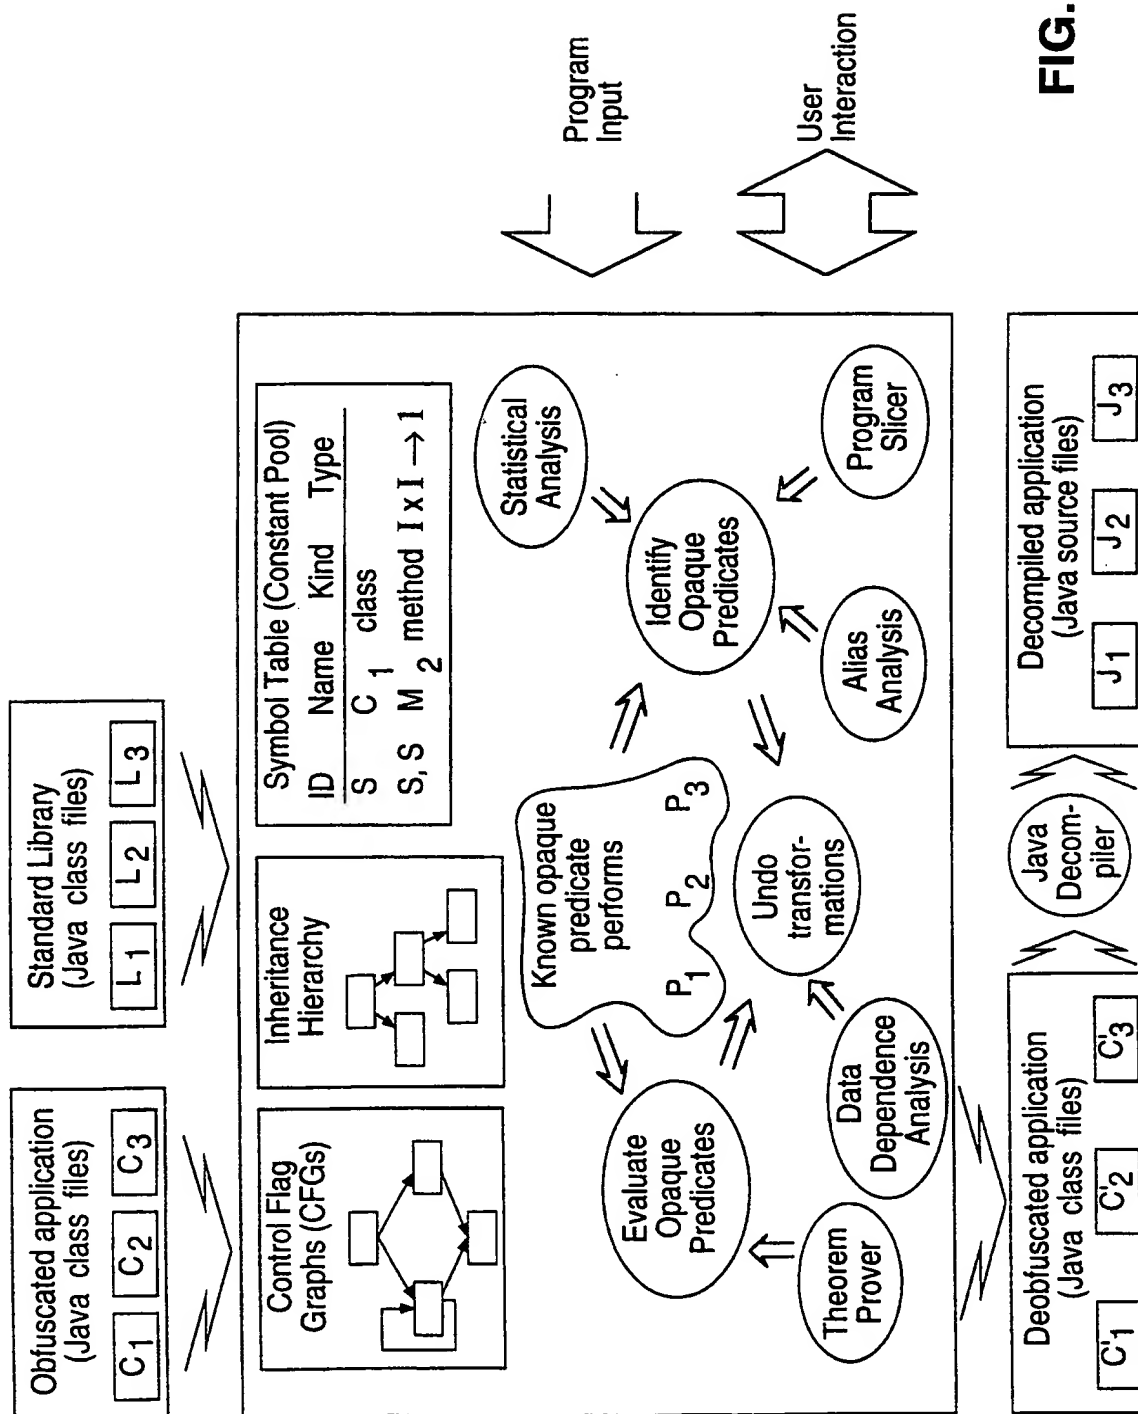 Obfuscated application
(Java class files)
C1 C2 C3
Standard Library
(Java class files)
L1 L2 L3
Control Flag
Graphs (CFGs)
Inheritance
Hierarchy
Symbol Table (Constant Pool)
ID Name Kind Type
S C1 class
S, S M2 method I x I → 1
Program
Input
User
Interaction
Statistical
Analysis
Known opaque
predicate
performs
P1 P2 P3
Identify
Opaque
Predicates
Evaluate
Opaque
Predicates
Undo
transfor-
mations
Program
Slicer
Alias
Analysis
Data
Dependence
Analysis
Theorem
Prover
Deobfuscated application
(Java class files)
C'1 C'2 C'3
Java
Decom-
piler
Decompiled application
(Java source files)
J1 J2 J3
FIG.